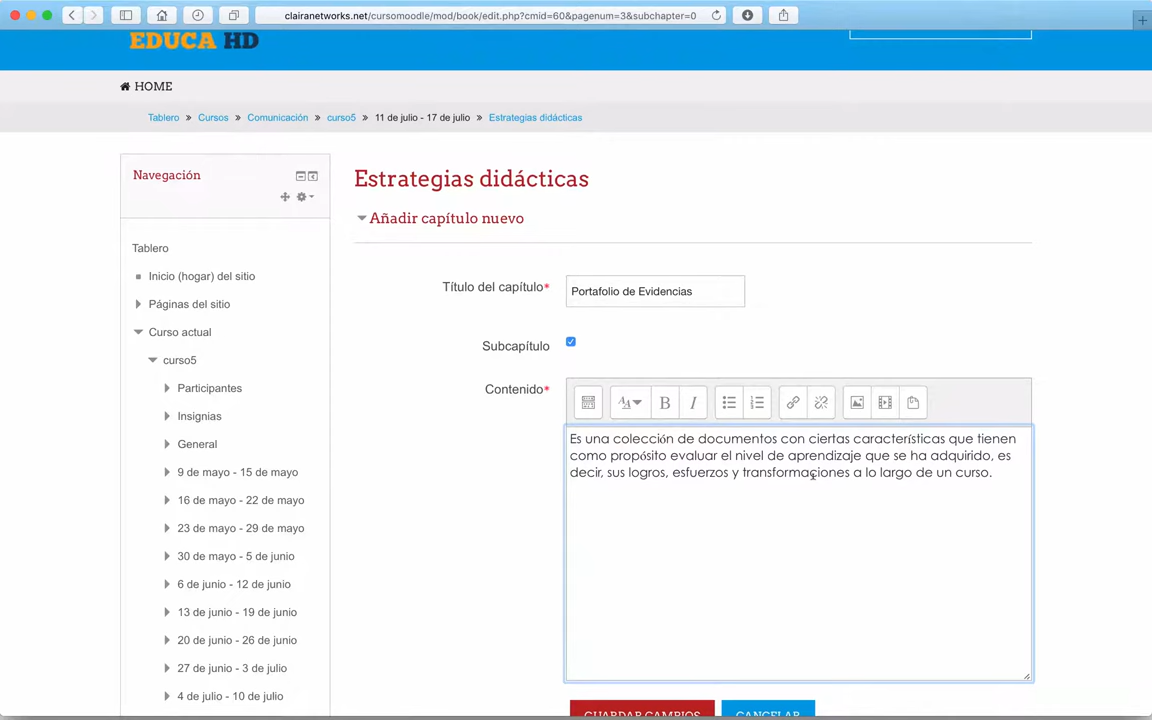 clairanetworks.net/cursomoodle/mod/book/edit.php?cmid=60&pagenum=3&subchapter=0
EDUCA HD
HOME
Tablero » Cursos » Comunicación » curso5 » 11 de julio - 17 de julio » Estrategias didácticas
Navegación
Tablero
Inicio (hogar) del sitio
Páginas del sitio
Curso actual
curso5
Participantes
Insignias
General
9 de mayo - 15 de mayo
16 de mayo - 22 de mayo
23 de mayo - 29 de mayo
30 de mayo - 5 de junio
6 de junio - 12 de junio
13 de junio - 19 de junio
20 de junio - 26 de junio
27 de junio - 3 de julio
4 de julio - 10 de julio
Estrategias didácticas
Añadir capítulo nuevo
Título del capítulo*
Portafolio de Evidencias
Subcapítulo
Contenido*
B I
Es una colección de documentos con ciertas características que tienen
como propósito evaluar el nivel de aprendizaje que se ha adquirido, es
decir, sus logros, esfuerzos y transformaciones a lo largo de un curso.
GUARDAR CAMBIOS CANCELAR